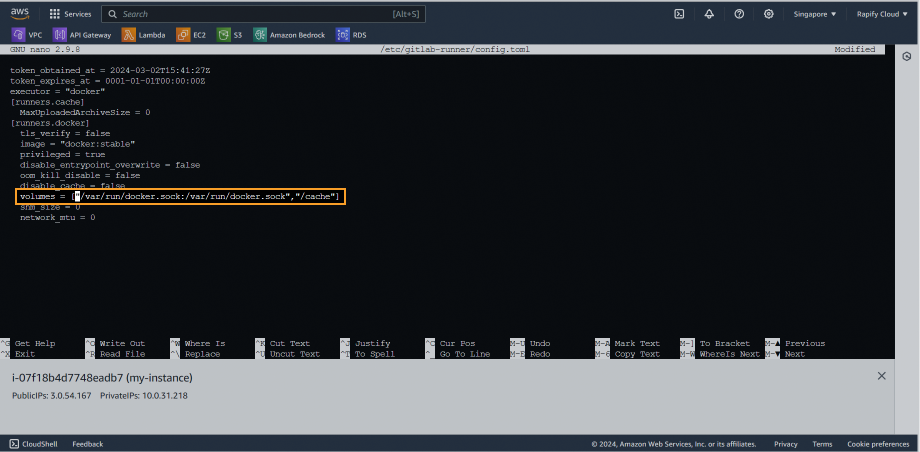 aws Services Search [Alt+S] Singapore ▼ Rapify Cloud ▼
VPC API Gateway Lambda EC2 S3 Amazon Bedrock RDS
GNU nano 2.9.8 /etc/gitlab-runner/config.toml Modified
token_obtained_at = 2024-03-02T15:41:27Z
token_expires_at = 0001-01-01T00:00:00Z
executor = "docker"
[runners.cache]
MaxUploadedArchiveSize = 0
[runners.docker]
tls_verify = false
image = "docker:stable"
privileged = true
disable_entrypoint_overwrite = false
oom_kill_disable = false
disable_cache = false
volumes = ["/var/run/docker.sock:/var/run/docker.sock","/cache"]
shm_size = 0
network_mtu = 0
^G Get Help ^O Write Out ^W Where Is ^K Cut Text ^J Justify ^C Cur Pos M-U Undo M-A Mark Text M-] To Bracket M-▲ Previous
^X Exit ^R Read File ^\ Replace ^U Uncut Text ^T To Spell ^_ Go To Line M-E Redo M-6 Copy Text M-W WhereIs Next M-▼ Next
i-07f18b4d7748eadb7 (my-instance)
PublicIPs: 3.0.54.167 PrivateIPs: 10.0.31.218
CloudShell Feedback © 2024, Amazon Web Services, Inc. or its affiliates. Privacy Terms Cookie preferences